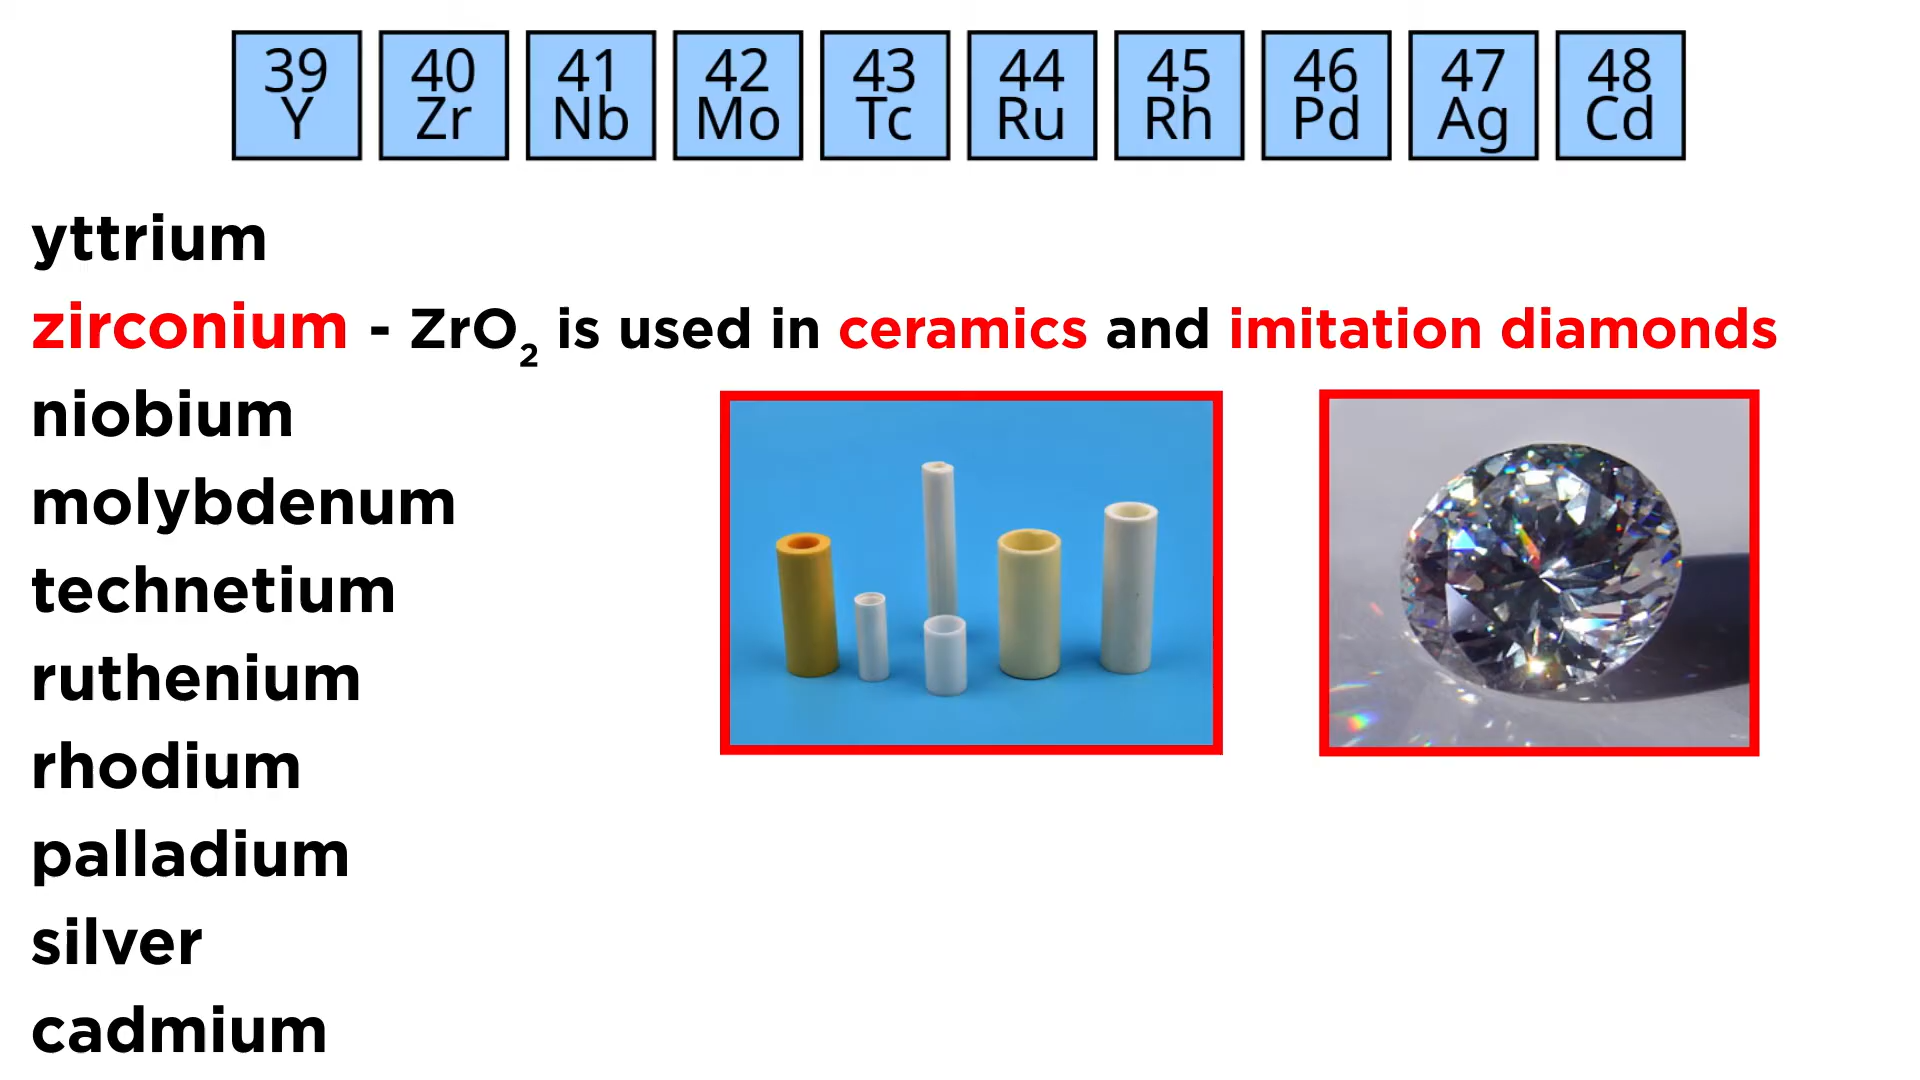 39 40 41 42 43 44 45 46 47 48
Y Zr Nb Mo Tc Ru Rh Pd Ag Cd
yttrium
zirconium - ZrO₂ is used in ceramics and imitation diamonds
niobium
molybdenum
technetium
ruthenium
rhodium
palladium
silver
cadmium